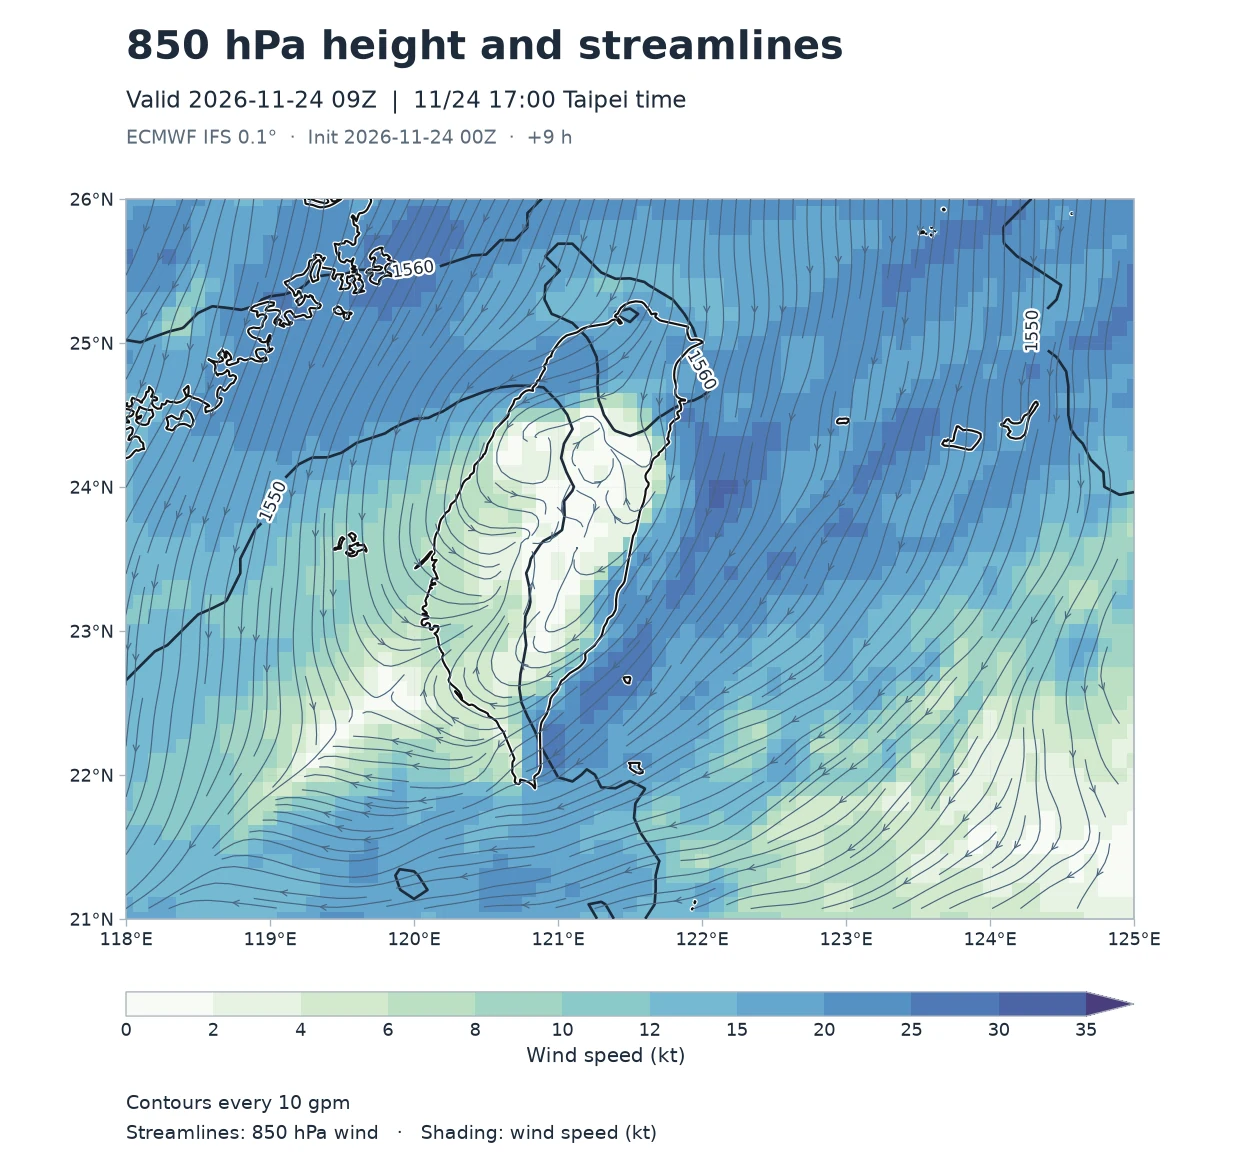 850 hPa height and streamlines
Valid 2026-11-24 09Z | 11/24 17:00 Taipei time
ECMWF IFS 0.1° · Init 2026-11-24 00Z · +9 h
26°N
25°N
24°N
23°N
22°N
21°N
1560
1550
1560
1550
118°E 119°E 120°E 121°E 122°E 123°E 124°E 125°E
0 2 4 6 8 10 12 15 20 25 30 35
Wind speed (kt)
Contours every 10 gpm
Streamlines: 850 hPa wind · Shading: wind speed (kt)